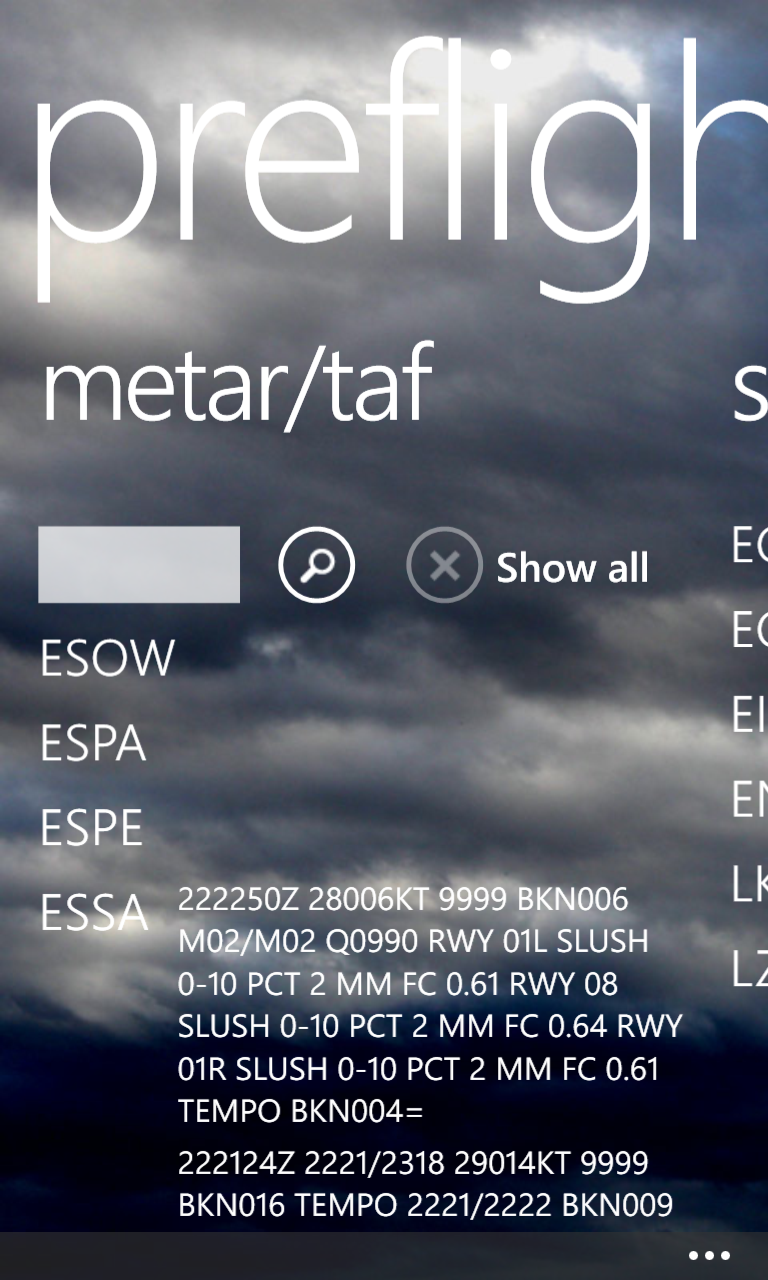 prefligh
metar/taf
s
Show all
ESOW
ESPA
ESPE
ESSA
222250Z 28006KT 9999 BKN006
M02/M02 Q0990 RWY 01L SLUSH
0-10 PCT 2 MM FC 0.61 RWY 08
SLUSH 0-10 PCT 2 MM FC 0.64 RWY
01R SLUSH 0-10 PCT 2 MM FC 0.61
TEMPO BKN004=
222124Z 2221/2318 29014KT 9999
BKN016 TEMPO 2221/2222 BKN009
EI
EN
LK
LZ